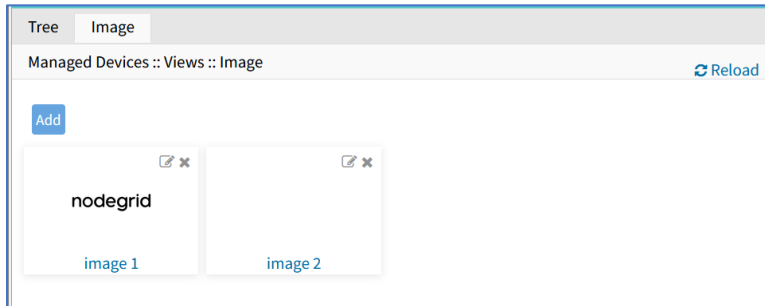 Tree Image
Managed Devices :: Views :: Image
Reload
Add
nodegrid
image 1 image 2